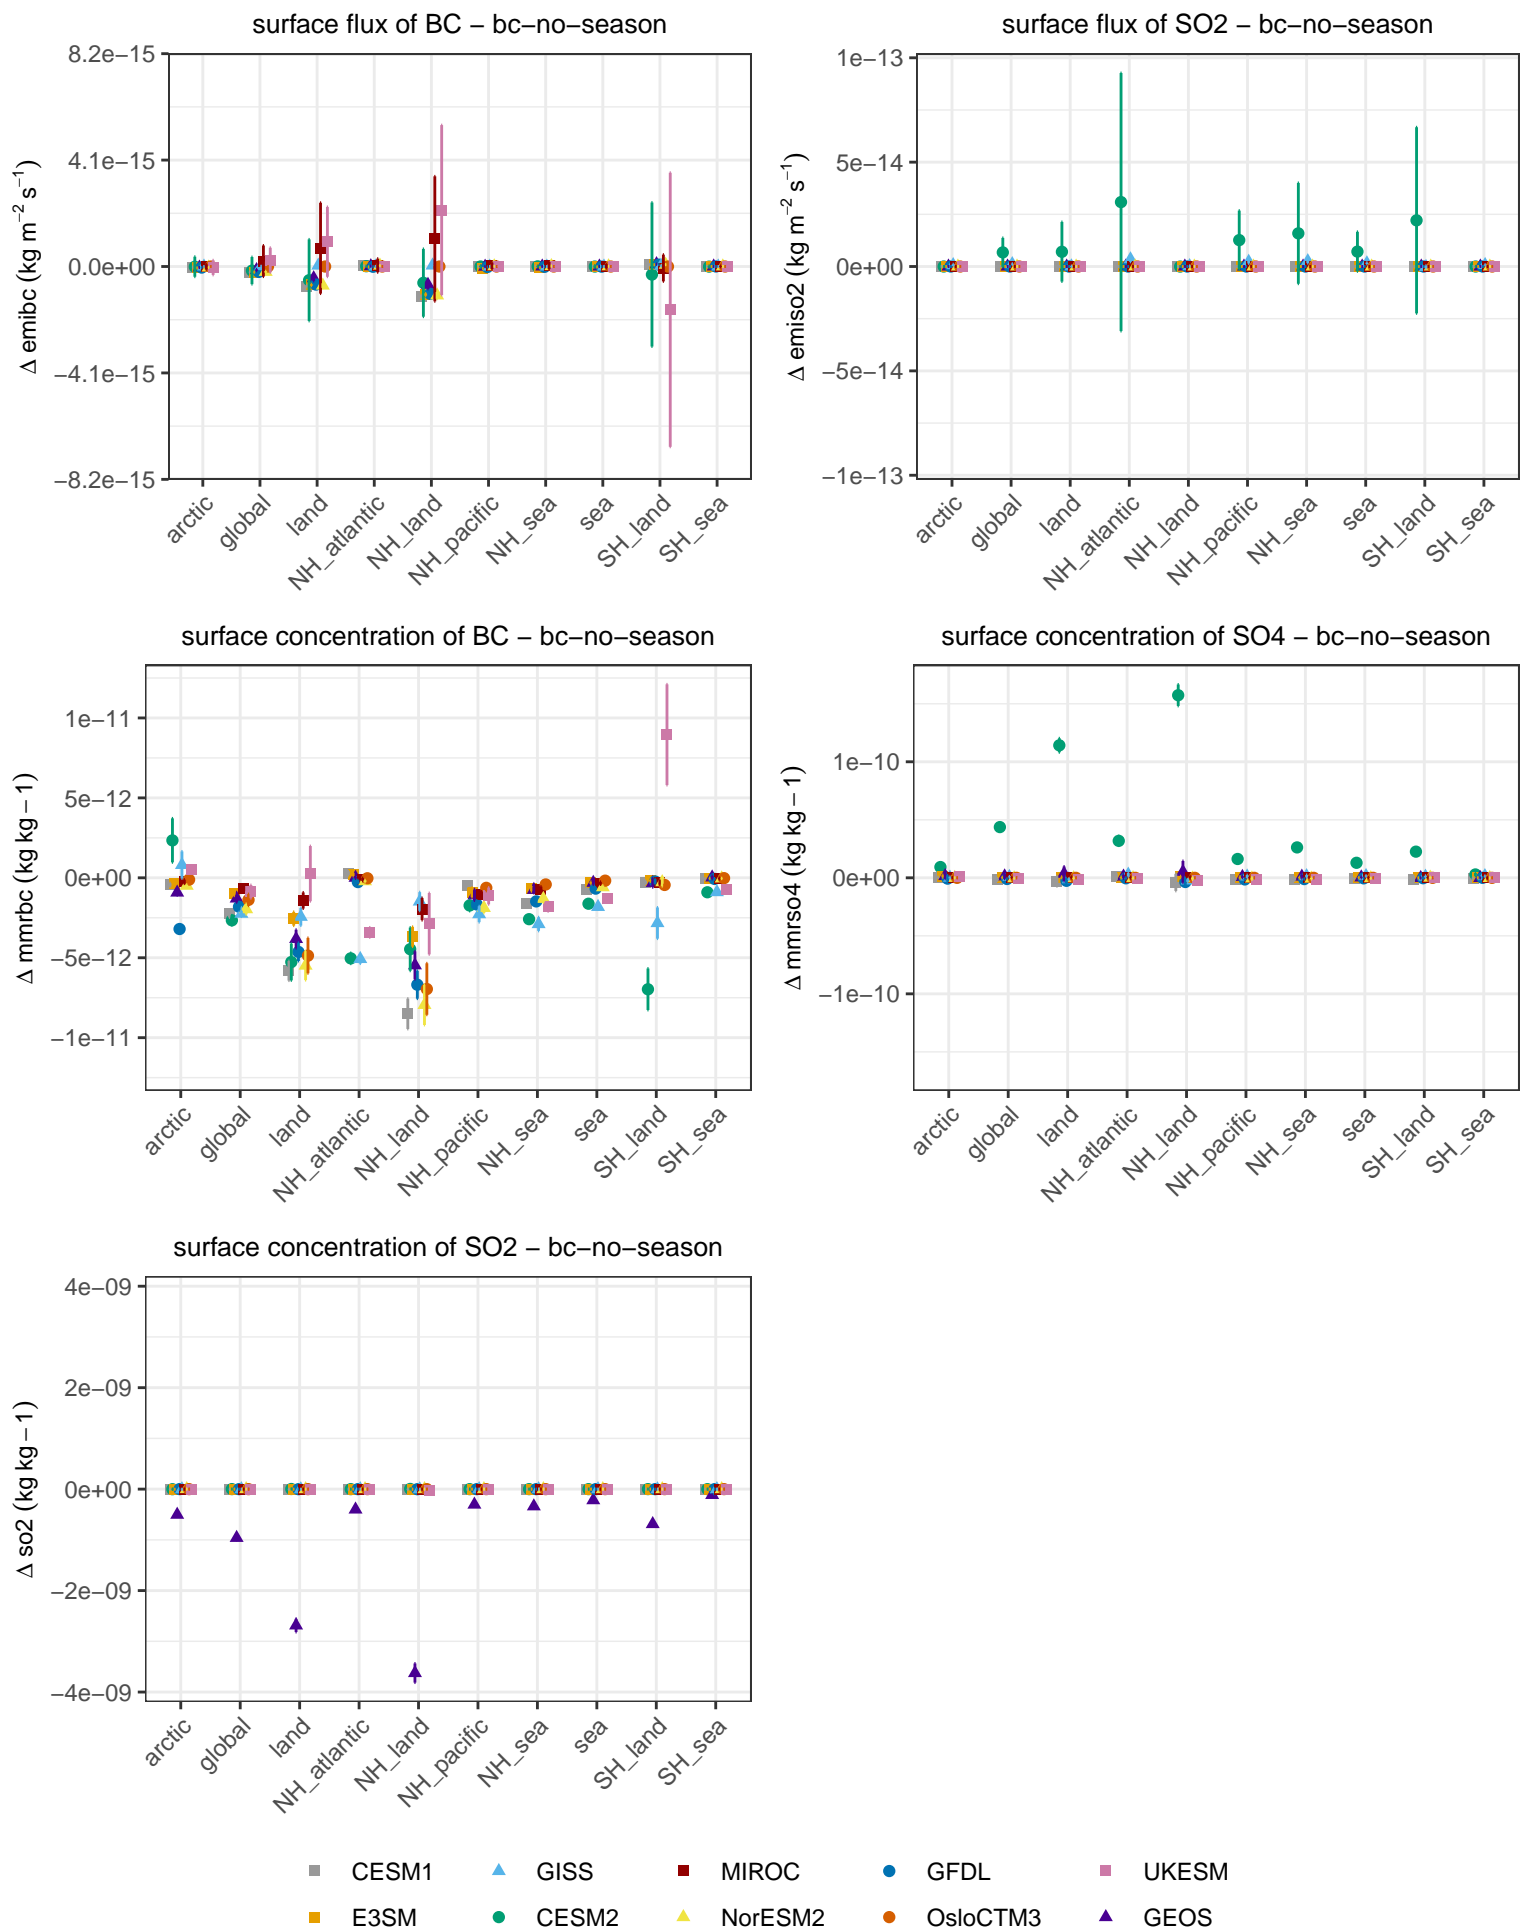 surface flux of BC − bc−no−season
8.2e−15
4.1e−15
0.0e+00
−4.1e−15
−8.2e−15
Δ emibc (kg m−2 s−1)
arctic
global
land
NH_atlantic
NH_land
NH_pacific
NH_sea
sea
SH_land
SH_sea
surface flux of SO2 − bc−no−season
1e−13
5e−14
0e+00
−5e−14
−1e−13
Δ emiso2 (kg m−2 s−1)
arctic
global
land
NH_atlantic
NH_land
NH_pacific
NH_sea
sea
SH_land
SH_sea
surface concentration of BC − bc−no−season
1e−11
5e−12
0e+00
−5e−12
−1e−11
Δ mmrbc (kg kg − 1)
arctic
global
land
NH_atlantic
NH_land
NH_pacific
NH_sea
sea
SH_land
SH_sea
surface concentration of SO4 − bc−no−season
1e−10
0e+00
−1e−10
Δ mmrso4 (kg kg − 1)
arctic
global
land
NH_atlantic
NH_land
NH_pacific
NH_sea
sea
SH_land
SH_sea
surface concentration of SO2 − bc−no−season
4e−09
2e−09
0e+00
−2e−09
−4e−09
Δ so2 (kg kg − 1)
arctic
global
land
NH_atlantic
NH_land
NH_pacific
NH_sea
sea
SH_land
SH_sea
CESM1 GISS MIROC GFDL UKESM
E3SM CESM2 NorESM2 OsloCTM3 GEOS